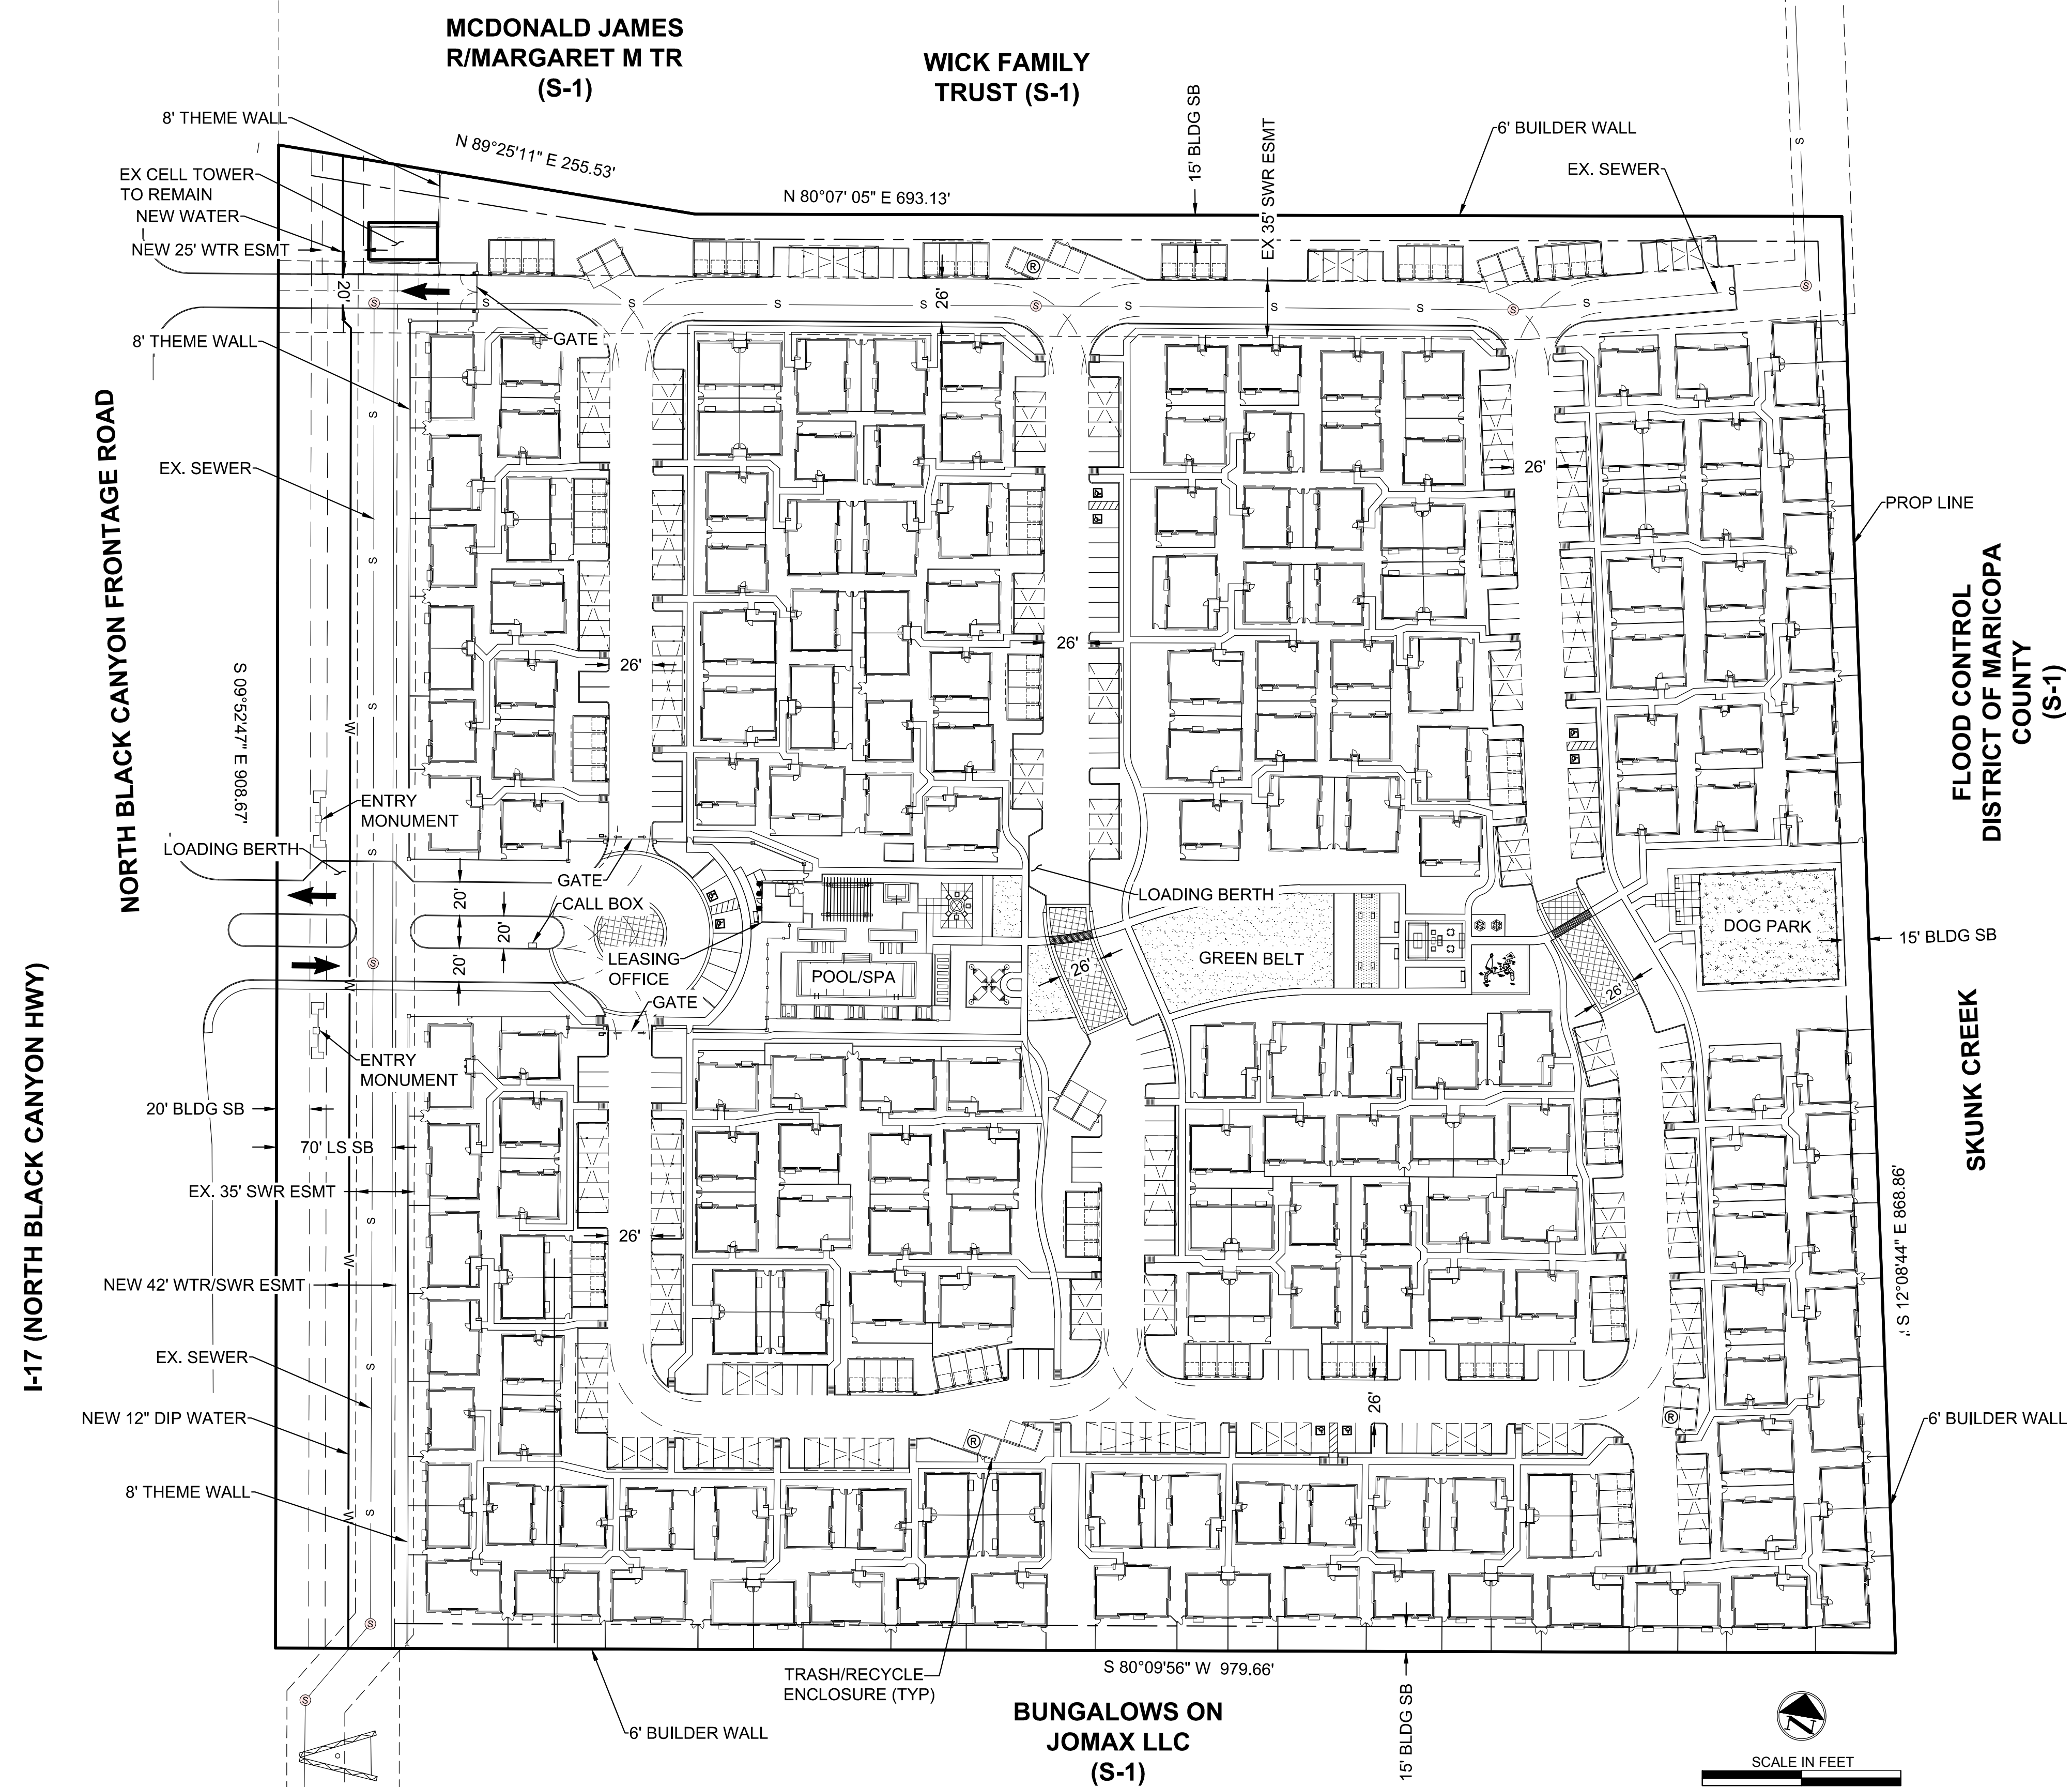 MCDONALD JAMES
R/MARGARET M TR
(S-1)
WICK FAMILY
TRUST (S-1)
8' THEME WALL
N 89°25'11" E 255.53'
N 80°07' 05" E 693.13'
15' BLDG SB
EX 35' SWR ESMT
6' BUILDER WALL
EX. SEWER
S
EX CELL TOWER
TO REMAIN
NEW WATER
NEW 25' WTR ESMT
20'
S
S
S
S
S
S
S
S
S
S
S
R
26'
GATE
8' THEME WALL
NORTH BLACK CANYON FRONTAGE ROAD
S
EX. SEWER
S
26'
PROP LINE
FLOOD CONTROL
DISTRICT OF MARICOPA
COUNTY
(S-1)
26'
26'
S 09°52'47" E 908.67'
S
W
ENTRY
MONUMENT
LOADING BERTH
S
GATE
CALL BOX
20'
20'
20'
LEASING
OFFICE
GATE
POOL/SPA
LOADING BERTH
GREEN BELT
26'
26'
DOG PARK
15' BLDG SB
S
W
ENTRY
MONUMENT
I-17 (NORTH BLACK CANYON HWY)
SKUNK CREEK
20' BLDG SB
70' LS SB
EX. 35' SWR ESMT
S
W
26'
NEW 42' WTR/SWR ESMT
S 12°08'44" E 868.86'
EX. SEWER
S
NEW 12" DIP WATER
26'
R
R
6' BUILDER WALL
8' THEME WALL
S
W
S
TRASH/RECYCLE
ENCLOSURE (TYP)
S 80°09'56" W 979.66'
15' BLDG SB
6' BUILDER WALL
BUNGALOWS ON
JOMAX LLC
(S-1)
S
N
SCALE IN FEET